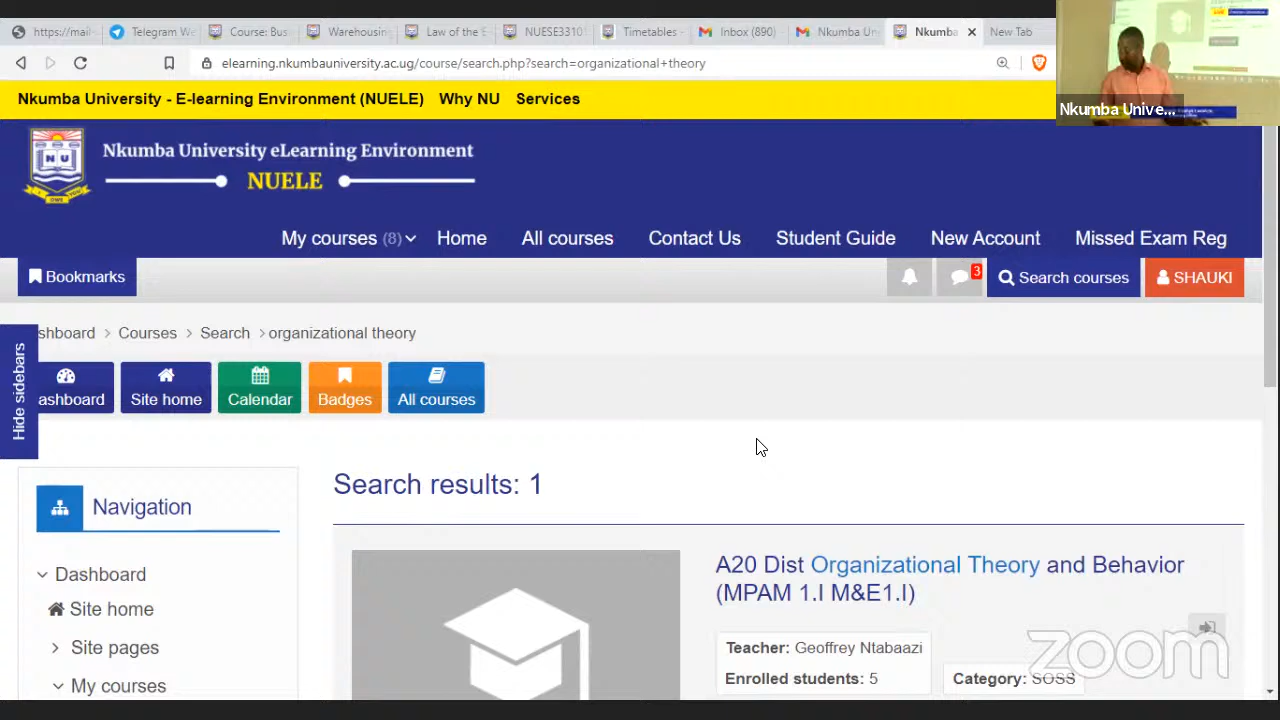 https://mail
Telegram We
Course: Bus
Warehousin
Law of the E
NUESE3310
Timetables -
Inbox (890)
Nkumba Un
Nkumba
New Tab
elearning.nkumbauniversity.ac.ug/course/search.php?search=organizational+theory
Nkumba University - E-learning Environment (NUELE) Why NU Services
Nkumba Unive...
NU
Nkumba University eLearning Environment
NUELE
My courses (8) Home All courses Contact Us Student Guide New Account Missed Exam Reg
Bookmarks
3
Search courses
SHAUKI
shboard > Courses > Search > organizational theory
Hide sidebars
ashboard
Site home
Calendar
Badges
All courses
Search results: 1
Navigation
Dashboard
Site home
Site pages
My courses
A20 Dist Organizational Theory and Behavior
(MPAM 1.I M&E1.I)
Teacher: Geoffrey Ntabaazi
Enrolled students: 5
Category: SOSS
zoom